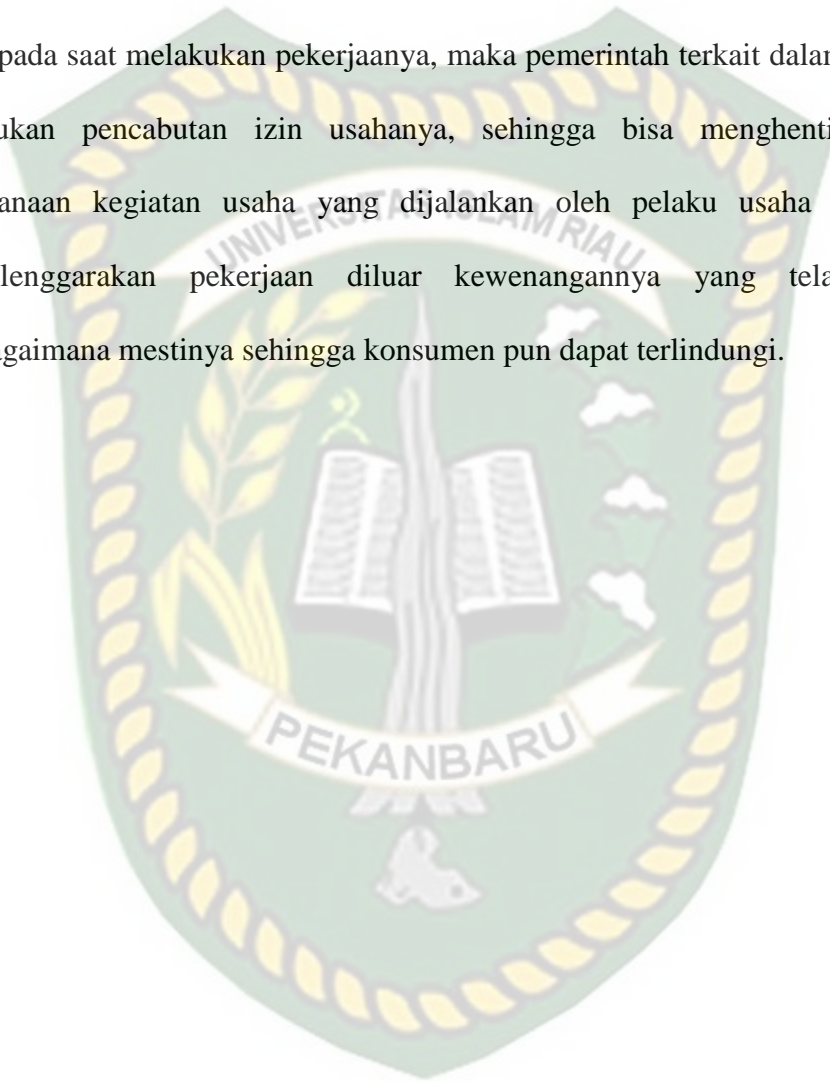 pada saat melakukan pekerjaanya, maka pemerintah terkait dalam
ukan pencabutan izin usahanya, sehingga bisa menghenti
anaan kegiatan usaha yang dijalankan oleh pelaku usaha
lenggarakan pekerjaan diluar kewenangannya yang tela
agaimana mestinya sehingga konsumen pun dapat terlindungi.
UNIVERSITAS ISLAM RIAU
PEKANBARU